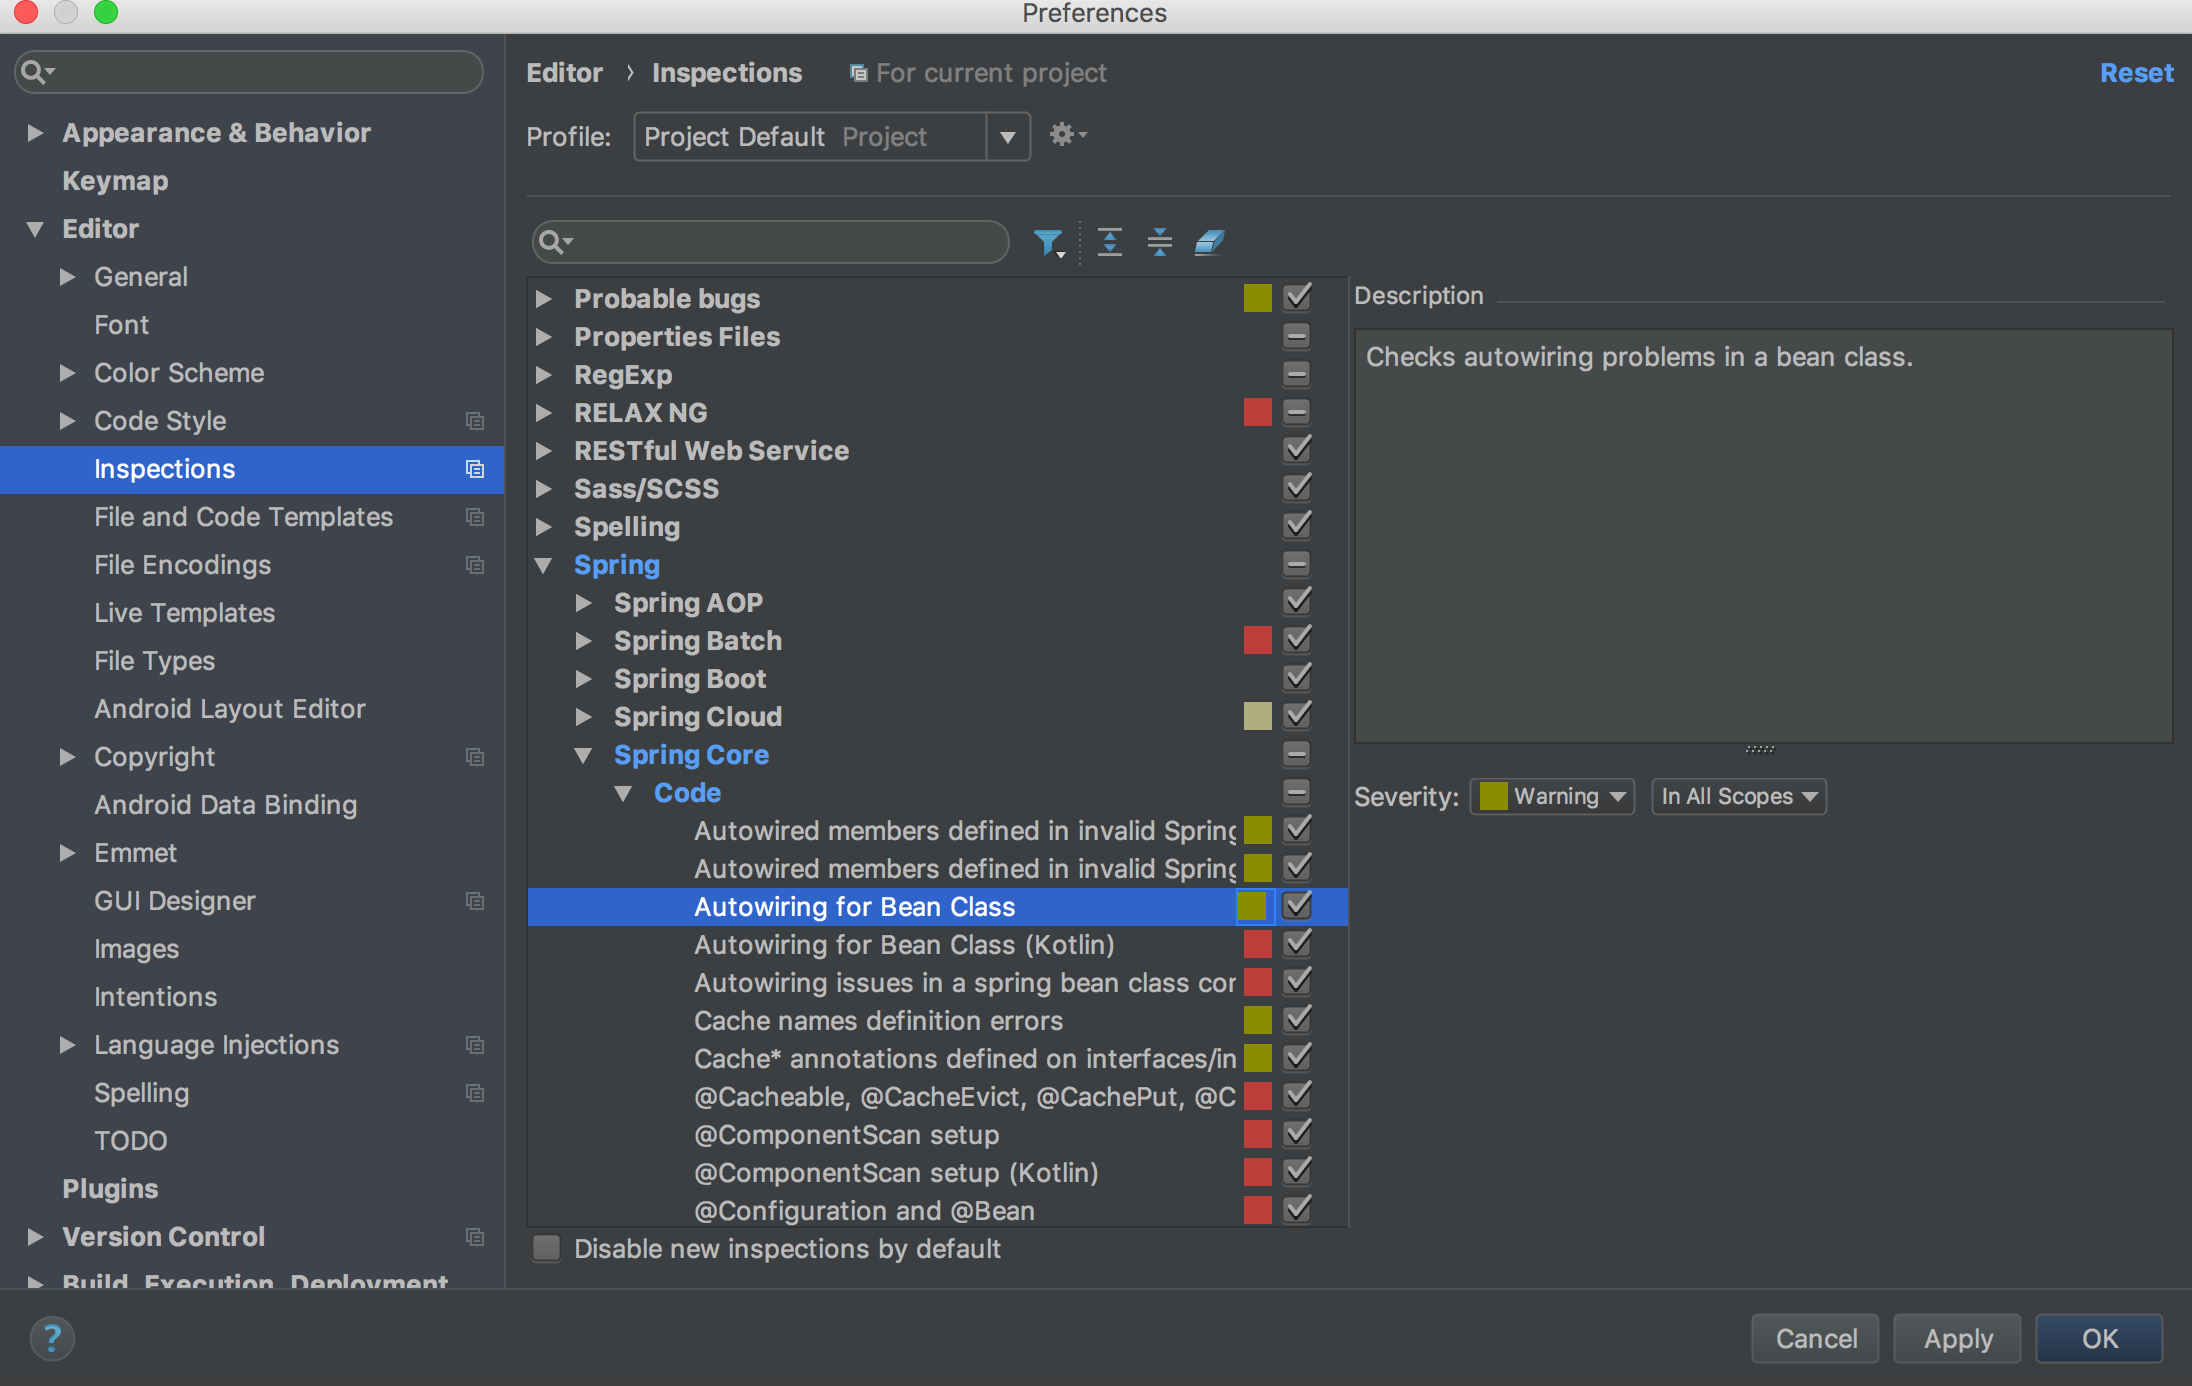 Preferences
Appearance & Behavior
Keymap
Editor
General
Font
Color Scheme
Code Style
Inspections
File and Code Templates
File Encodings
Live Templates
File Types
Android Layout Editor
Copyright
Android Data Binding
Emmet
GUI Designer
Images
Intentions
Language Injections
Spelling
TODO
Plugins
Version Control
Build, Execution, Deployment
Editor › Inspections For current project Reset
Profile: Project Default Project
Probable bugs
Properties Files
RegExp
RELAX NG
RESTful Web Service
Sass/SCSS
Spelling
Spring
Spring AOP
Spring Batch
Spring Boot
Spring Cloud
Spring Core
Code
Autowired members defined in invalid Spring
Autowired members defined in invalid Spring
Autowiring for Bean Class
Autowiring for Bean Class (Kotlin)
Autowiring issues in a spring bean class cor
Cache names definition errors
Cache* annotations defined on interfaces/in
@Cacheable, @CacheEvict, @CachePut, @C
@ComponentScan setup
@ComponentScan setup (Kotlin)
@Configuration and @Bean
Disable new inspections by default
Description
Checks autowiring problems in a bean class.
Severity: Warning In All Scopes
? Cancel Apply OK